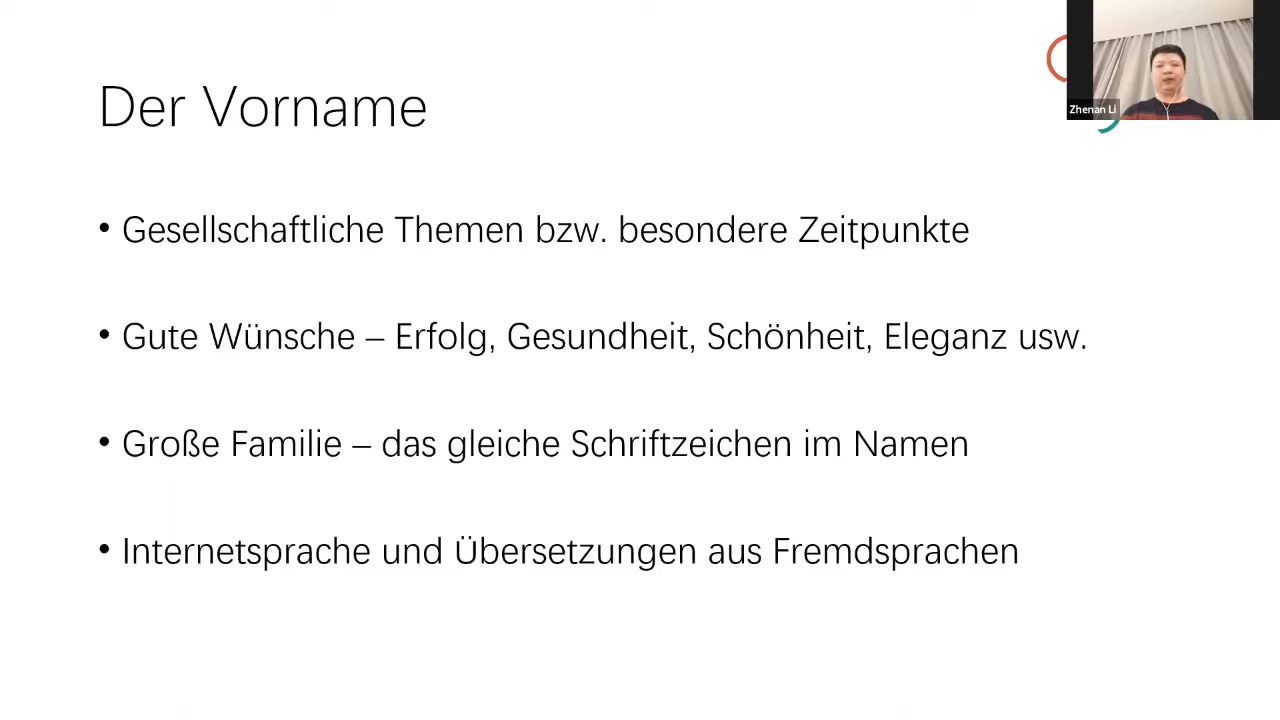 Der Vorname
Zhenan Li
• Gesellschaftliche Themen bzw. besondere Zeitpunkte
• Gute Wünsche – Erfolg, Gesundheit, Schönheit, Eleganz usw.
• Große Familie – das gleiche Schriftzeichen im Namen
• Internetsprache und Übersetzungen aus Fremdsprachen